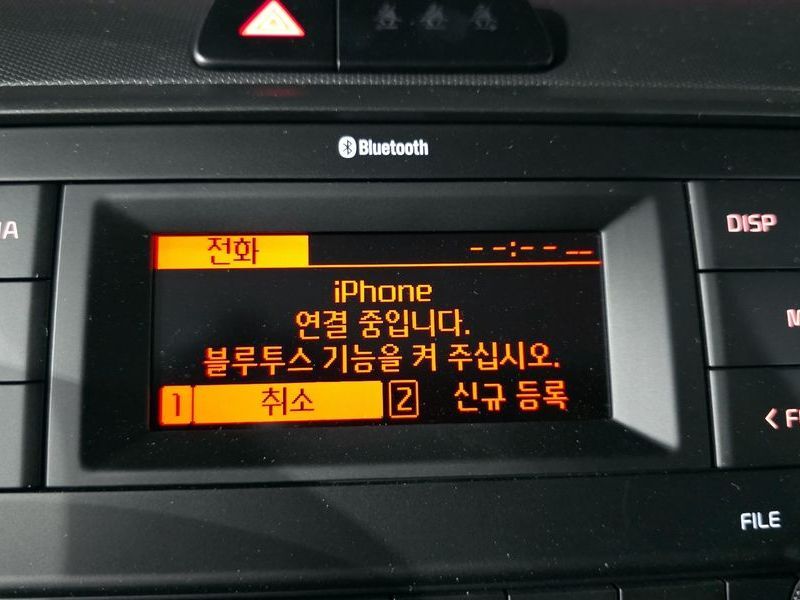 Bluetooth
전화 --:-- --
iPhone
연결 중입니다.
블루투스 기능을 켜 주십시오.
1 취소 2 신규 등록
DISP
FILE